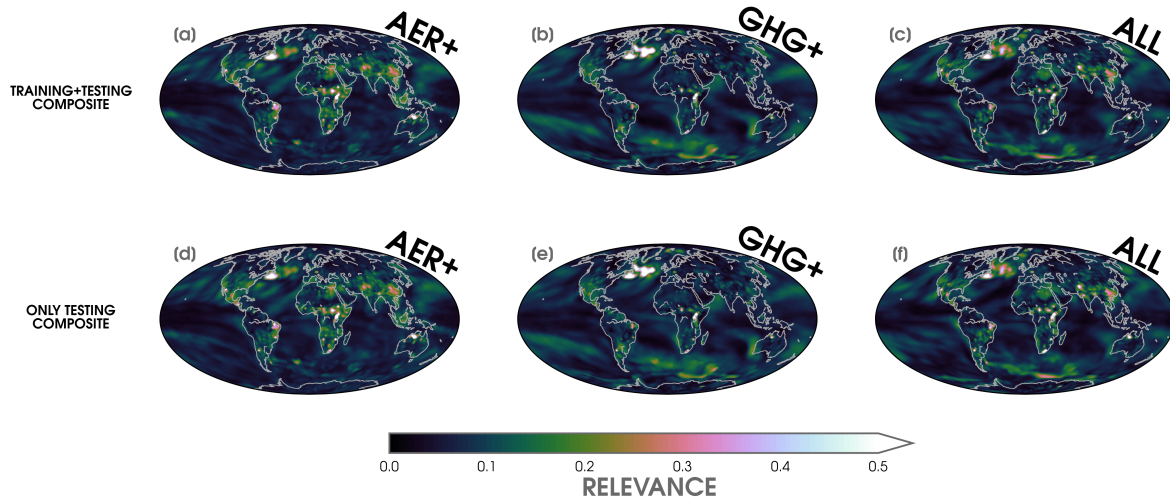 (a) AER+
(b) GHG+
(c) ALL
TRAINING+TESTING
COMPOSITE
(d) AER+
(e) GHG+
(f) ALL
ONLY TESTING
COMPOSITE
0.0 0.1 0.2 0.3 0.4 0.5
RELEVANCE